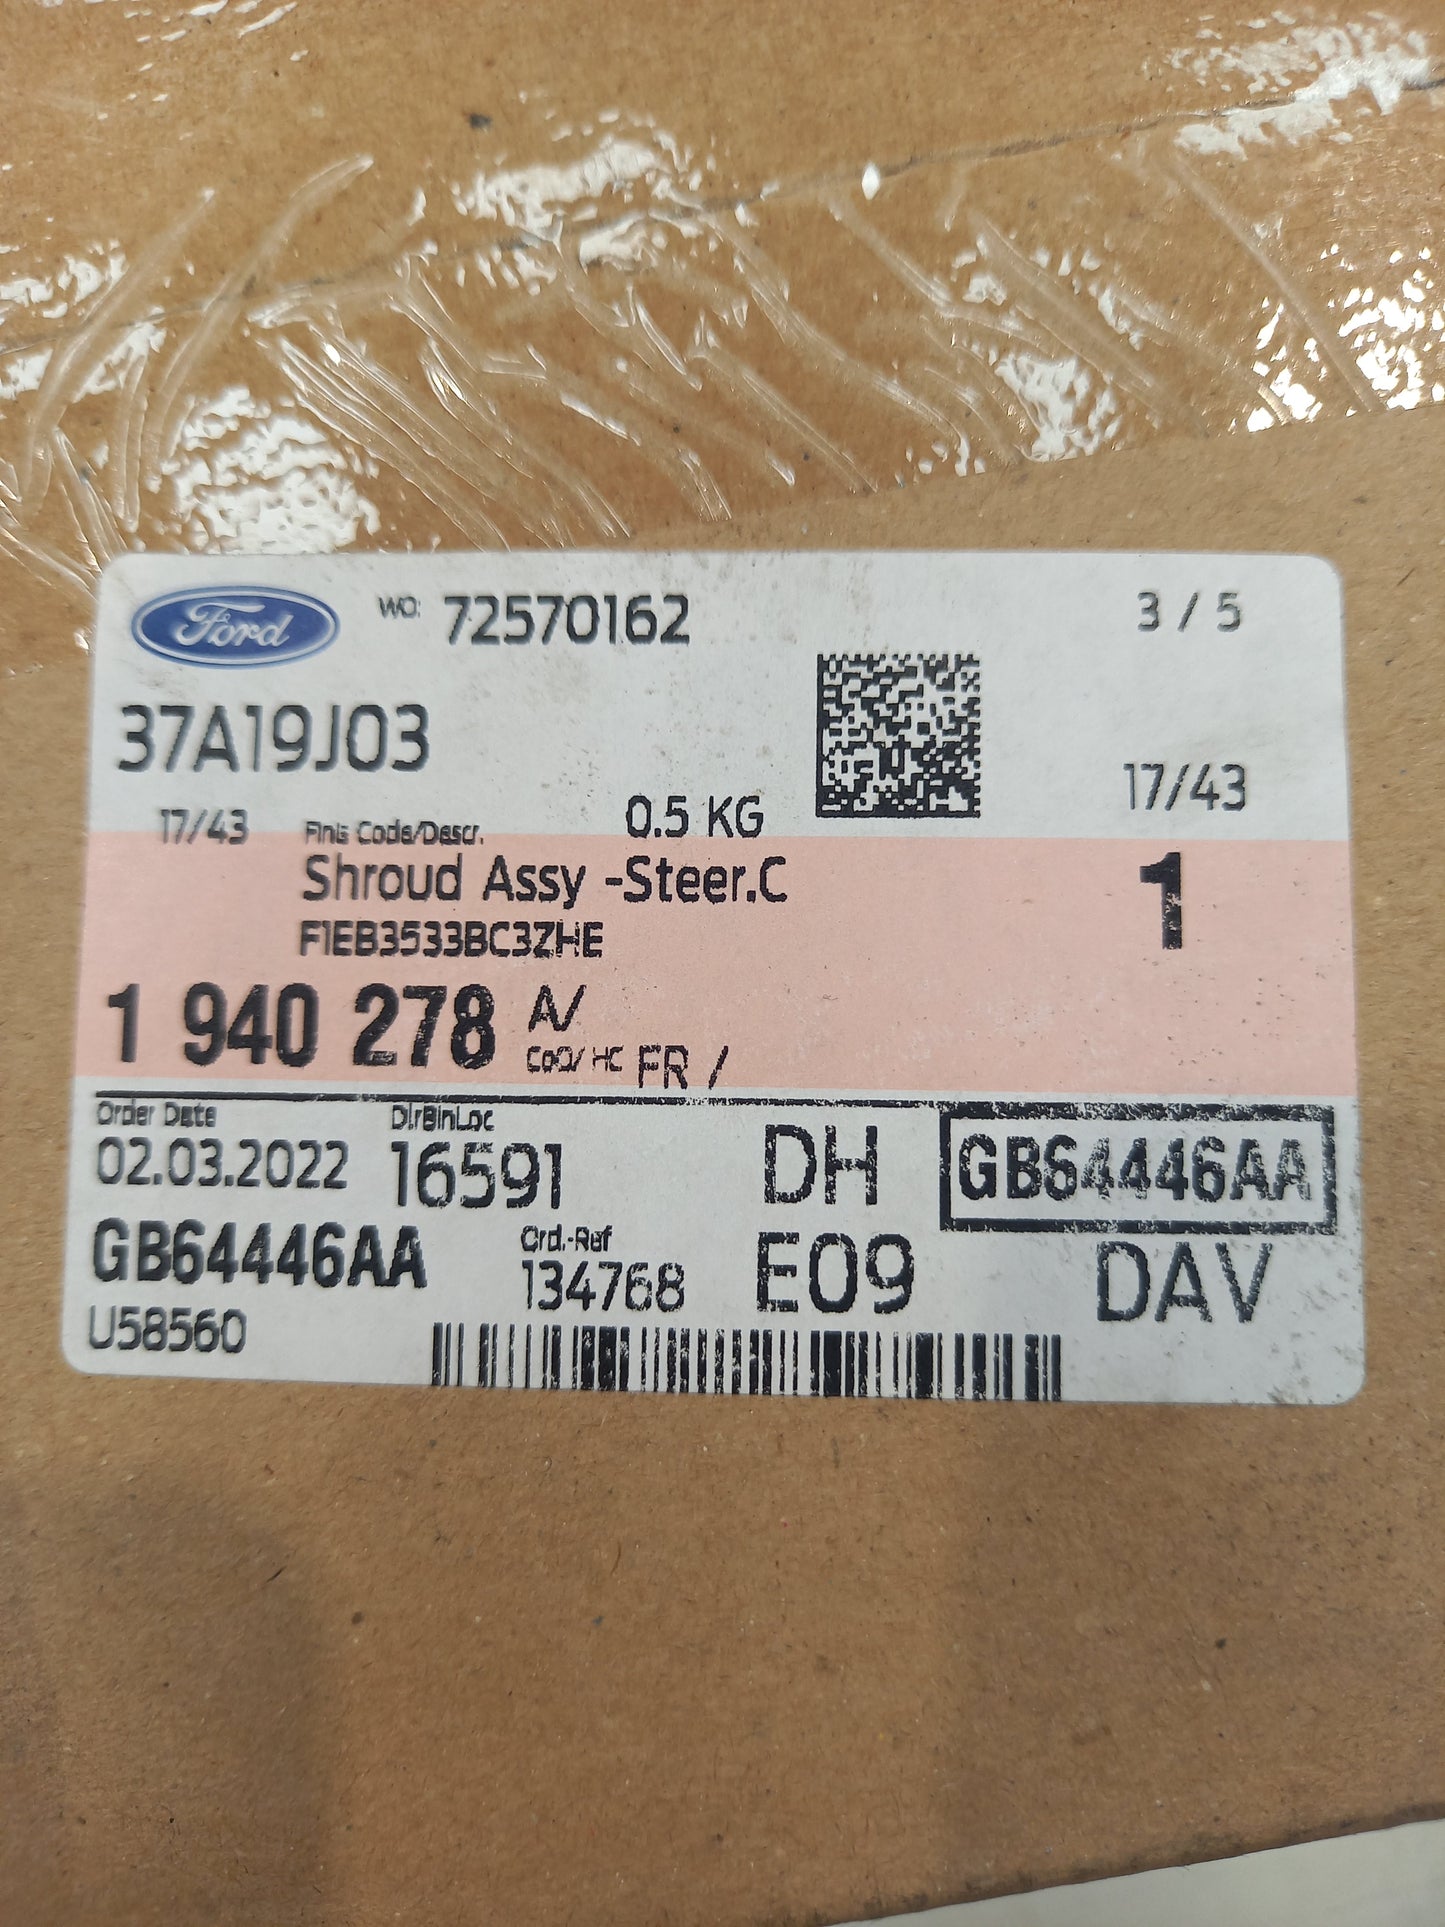 Ford WO: 72570162 3 / 5
37A19J03
17/43
17/43 Finis Code/Descr. 0.5 KG
Shroud Assy -Steer.C 1
F1EB3533BC3ZHE
1 940 278 A/
CoO/ HC FR /
Order Date DlrBinLoc
02.03.2022 16591 DH GB64446AA
GB64446AA Ord.-Ref E09 DAV
134768
U58560